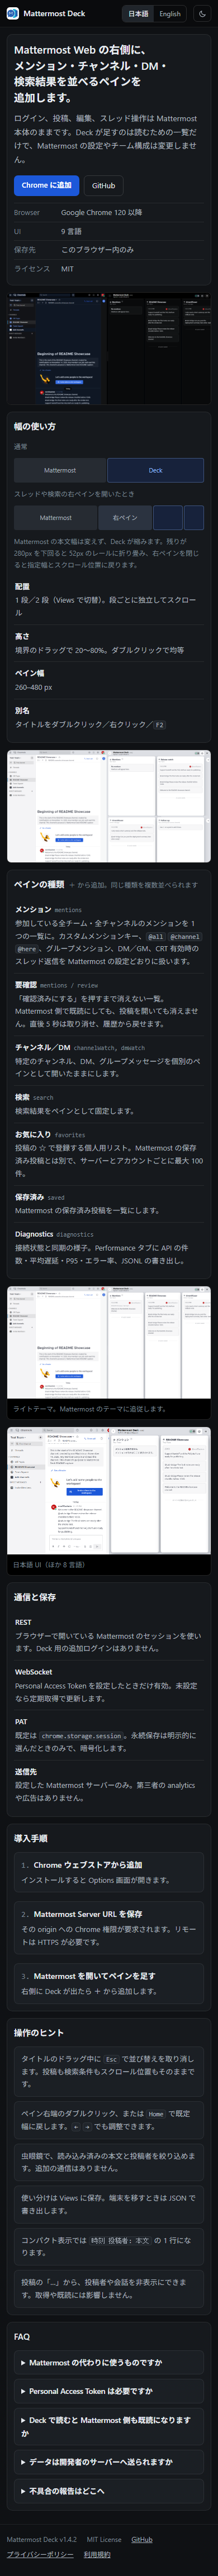 Mattermost Deck
日本語 English
Mattermost Web の右側に、
メンション・チャンネル・DM・
検索結果を並べるペインを
追加します。
ログイン、投稿、編集、スレッド操作は Mattermost
本体のままです。Deck が足すのは読むための一覧だ
けで、Mattermost の設定やチーム構成は変更しませ
ん。
Chrome に追加 GitHub
Browser Google Chrome 120 以降
UI 9 言語
保存先 このブラウザー内のみ
ライセンス MIT
Beginning of README Showcase
幅の使い方
通常
Mattermost Deck
スレッドや検索の右ペインを開いたとき
Mattermost 右ペイン
Mattermost の本文幅は変えず、Deck が縮みます。残りが
280px を下回ると 52px のレールに折り畳み、右ペインを閉じ
ると指定幅とスクロール位置に戻ります。
配置
1 段／2 段（Views で切替）。段ごとに独立してスクロー
ル
高さ
境界のドラッグで 20〜80%。ダブルクリックで均等
ペイン幅
260–480 px
別名
タイトルをダブルクリック／右クリック／ F2
Beginning of README Showcase
ペインの種類 ＋ から追加。同じ種類を複数並べられます
メンション mentions
参加している全チーム・全チャンネルのメンションを 1
つの一覧に。カスタムメンションキー、 @all @channel
@here 、グループメンション、DM／GM、CRT 有効時の
スレッド返信を Mattermost の設定どおりに扱います。
要確認 mentions / review
「確認済みにする」を押すまで消えない一覧。
Mattermost 側で既読にしても、投稿を開いても消えませ
ん。直後 5 秒は取り消せ、履歴から戻せます。
チャンネル／DM channelWatch, dmWatch
特定のチャンネル、DM、グループメッセージを個別のペ
インとして開いたままにします。
検索 search
検索結果をペインとして固定します。
お気に入り favorites
投稿の ☆ で登録する個人用リスト。Mattermost の保存
済み投稿とは別で、サーバーとアカウントごとに最大 100
件。
保存済み saved
Mattermost の保存済み投稿を一覧にします。
Diagnostics diagnostics
接続状態と同期の様子。Performance タブに API の件
数・平均遅延・P95・エラー率、JSONL の書き出し。
Beginning of README Showcase
ライトテーマ。Mattermost のテーマに追従します。
日本語 UI（ほか 8 言語）
通信と保存
REST
ブラウザーで開いている Mattermost のセッションを使い
ます。Deck 用の追加ログインはありません。
WebSocket
Personal Access Token を設定したときだけ有効。未設定
なら定期取得で更新します。
PAT
既定は chrome.storage.session。永続保存は明示的に
選んだときのみで、暗号化します。
送信先
設定した Mattermost サーバーのみ。第三者の analytics
や広告はありません。
導入手順
1. Chrome ウェブストアから追加
インストールすると Options 画面が開きます。
2. Mattermost Server URL を保存
その origin への Chrome 権限が要求されます。リモート
は HTTPS が必要です。
3. Mattermost を開いてペインを足す
右側に Deck が出たら ＋ から追加します。
操作のヒント
タイトルのドラッグ中に Esc で並び替えを取り消し
ます。投稿も検索条件もスクロール位置もそのままで
す。
ペイン右端のダブルクリック、または Home で既定
幅に戻します。 ← → でも調整できます。
虫眼鏡で、読み込み済みの本文と投稿者を絞り込めま
す。追加の通信はありません。
使い分けは Views に保存。端末を移すときは JSON で
書き出します。
コンパクト表示では 時刻 投稿者: 本文 の 1 行にな
ります。
投稿の「…」から、投稿者や会話を非表示にできま
す。取得や既読には影響しません。
FAQ
▶ Mattermost の代わりに使うものですか
▶ Personal Access Token は必要ですか
▶ Deck で読むと Mattermost 側も既読になります
か
▶ データは開発者のサーバーへ送られますか
▶ 不具合の報告はどこへ
Mattermost Deck v1.4.2 MIT License GitHub
プライバシーポリシー 利用規約